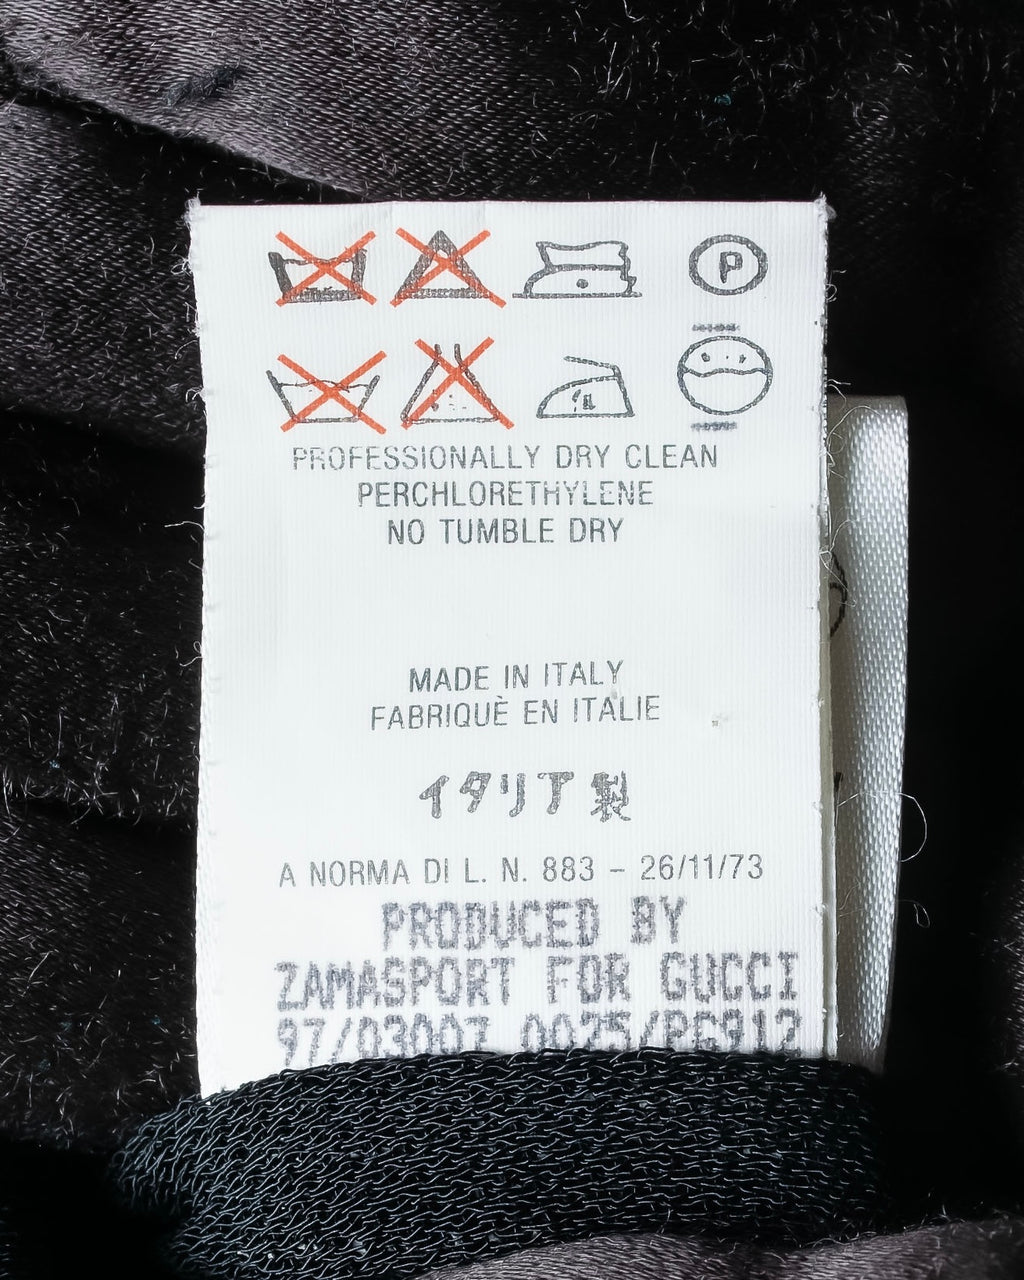 P
PROFESSIONALLY DRY CLEAN
PERCHLORETHYLENE
NO TUMBLE DRY
MADE IN ITALY
FABRIQUÈ EN ITALIE
イタリア製
A NORMA DI L. N. 883 – 26/11/73
PRODUCED BY
ZAMASPORT FOR GUCCI